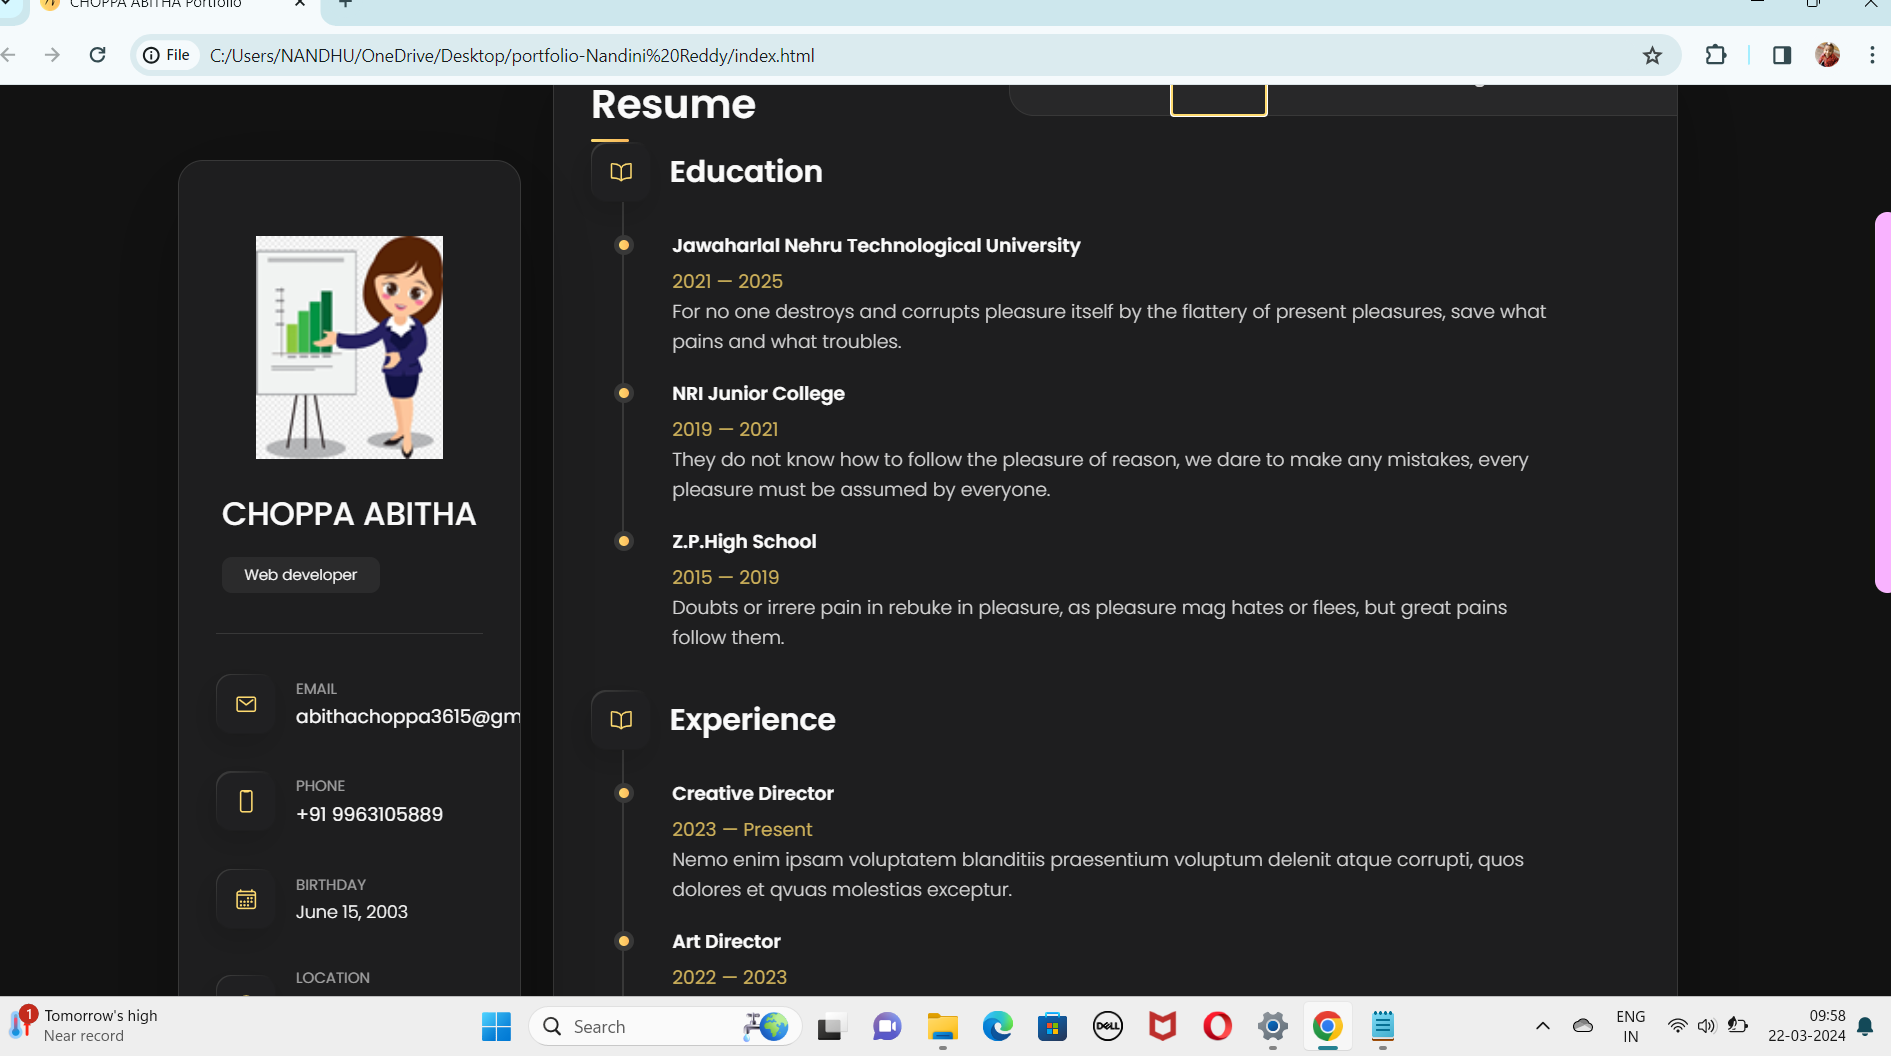 CHOPPA ABITHA Portfolio
File
C:/Users/NANDHU/OneDrive/Desktop/portfolio-Nandini%20Reddy/index.html
Resume
Education
Jawaharlal Nehru Technological University
2021 — 2025
For no one destroys and corrupts pleasure itself by the flattery of present pleasures, save what
pains and what troubles.
NRI Junior College
2019 — 2021
They do not know how to follow the pleasure of reason, we dare to make any mistakes, every
pleasure must be assumed by everyone.
Z.P.High School
2015 — 2019
Doubts or irrere pain in rebuke in pleasure, as pleasure mag hates or flees, but great pains
follow them.
Experience
Creative Director
2023 — Present
Nemo enim ipsam voluptatem blanditiis praesentium voluptum delenit atque corrupti, quos
dolores et qvuas molestias exceptur.
Art Director
2022 — 2023
CHOPPA ABITHA
Web developer
EMAIL
abithachoppa3615@gm
PHONE
+91 9963105889
BIRTHDAY
June 15, 2003
LOCATION
1
Tomorrow's high
Near record
Search
DELL
ENG
IN
09:58
22-03-2024